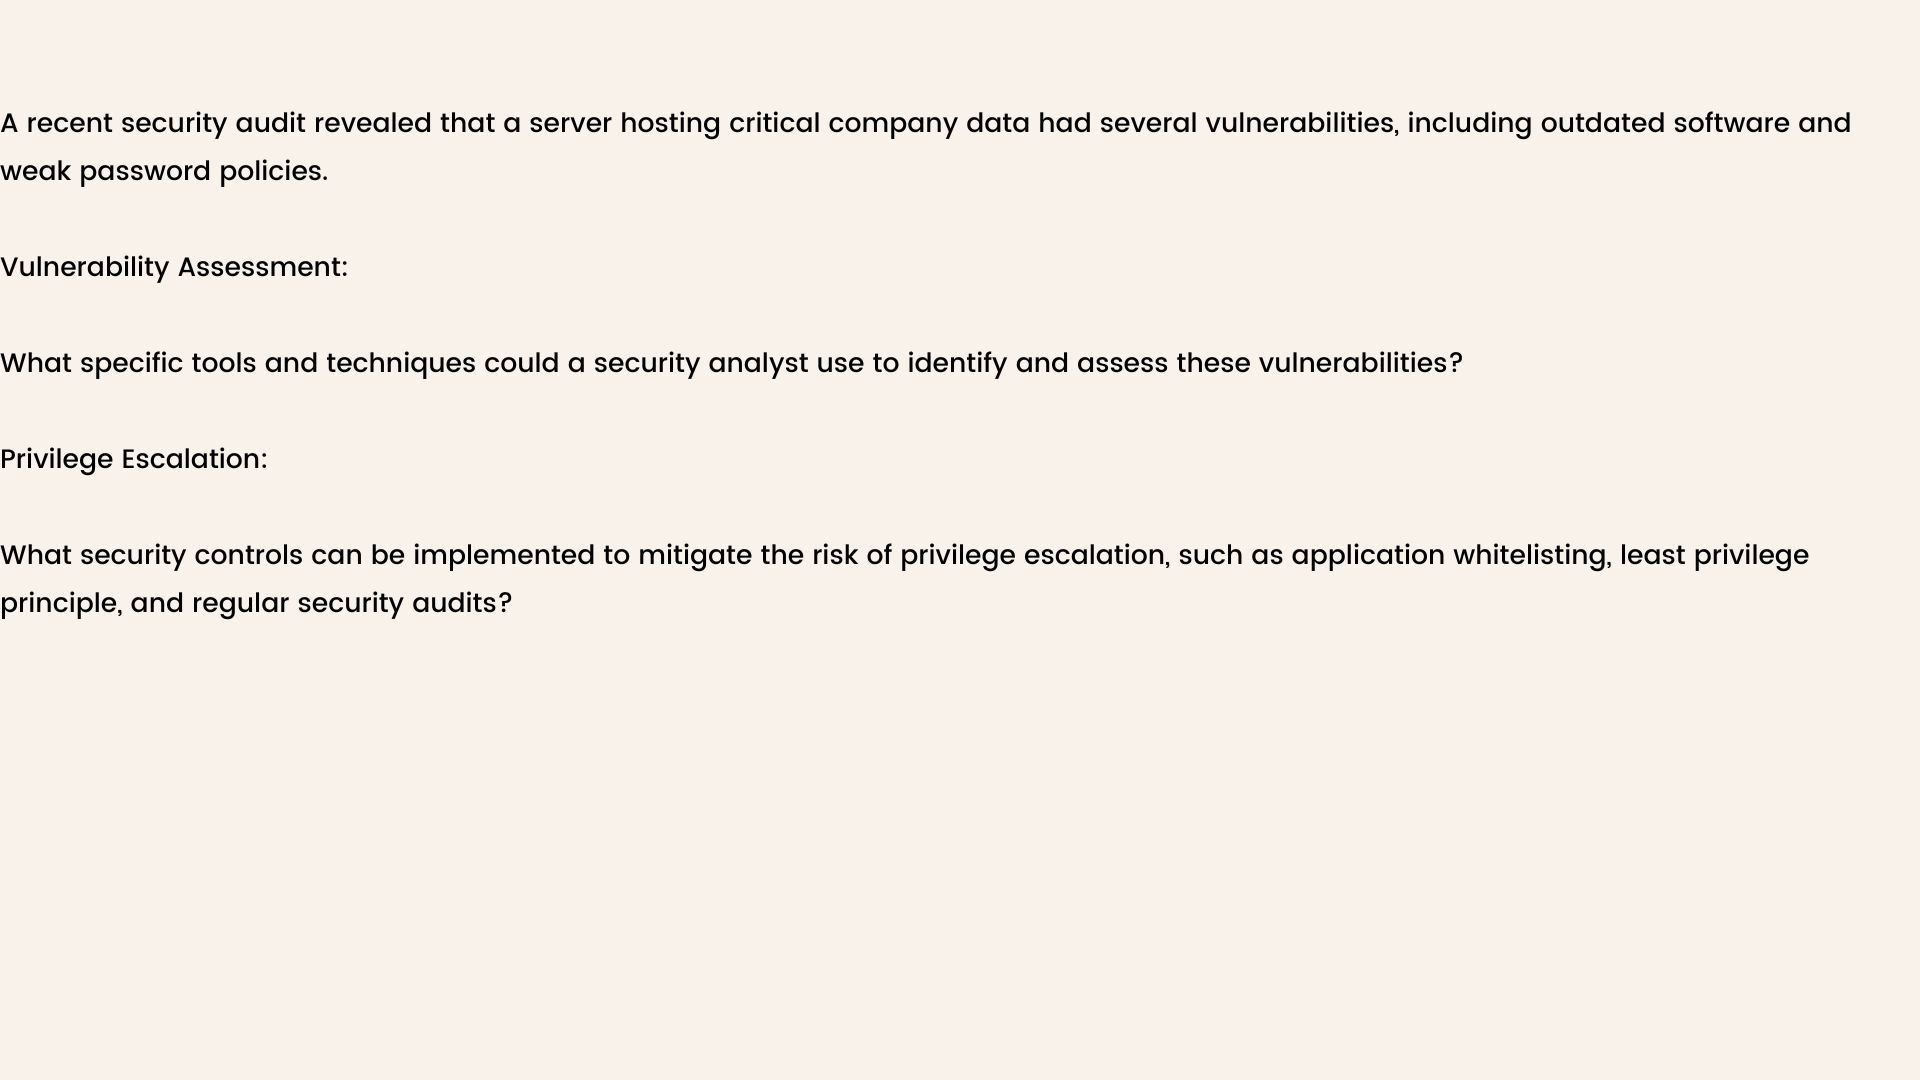 A recent security audit revealed that a server hosting critical company data had several vulnerabilities, including outdated software and
weak password policies.
Vulnerability Assessment:
What specific tools and techniques could a security analyst use to identify and assess these vulnerabilities?
Privilege Escalation:
What security controls can be implemented to mitigate the risk of privilege escalation, such as application whitelisting, least privilege
principle, and regular security audits?